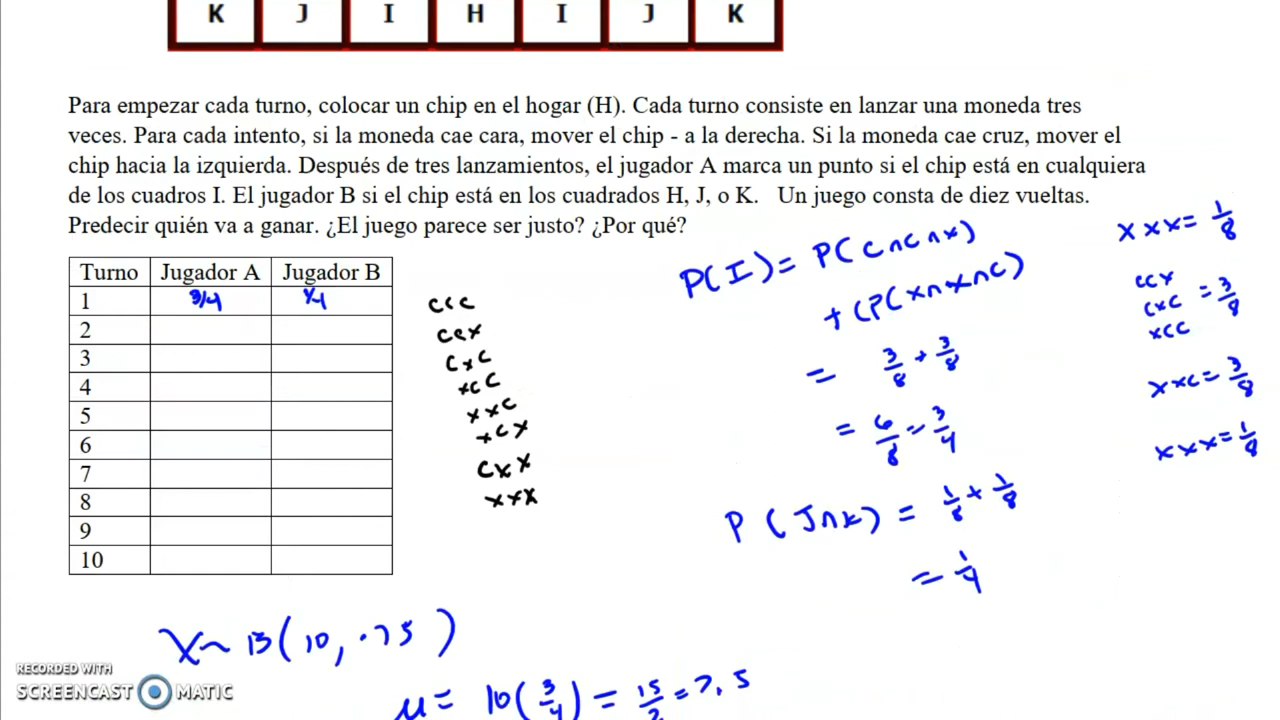 K J I H I J K
Para empezar cada turno, colocar un chip en el hogar (H). Cada turno consiste en lanzar una moneda tres
veces. Para cada intento, si la moneda cae cara, mover el chip - a la derecha. Si la moneda cae cruz, mover el
chip hacia la izquierda. Después de tres lanzamientos, el jugador A marca un punto si el chip está en cualquiera
de los cuadros I. El jugador B si el chip está en los cuadrados H, J, o K. Un juego consta de diez vueltas.
Predecir quién va a ganar. ¿El juego parece ser justo? ¿Por qué?
Turno Jugador A Jugador B
1 3/4 1/4
2
3
4
5
6
7
8
9
10
ccc
ccx
cxc
xcc
xxc
xcx
cxx
xxx
P(I) = P(c∩c∩x)
+ (P(x∩x∩c)
= 3/8 + 3/8
= 6/8 = 3/4
P(J∩K) = 1/8 + 1/8
= 1/4
xxx = 1/8
ccx
cxc = 3/8
xcc
xxc = 3/8
xxx = 1/8
X~B(10, .75)
μ = 10(3/4) = 15/2 = 7.5
RECORDED WITH
SCREENCAST MATIC